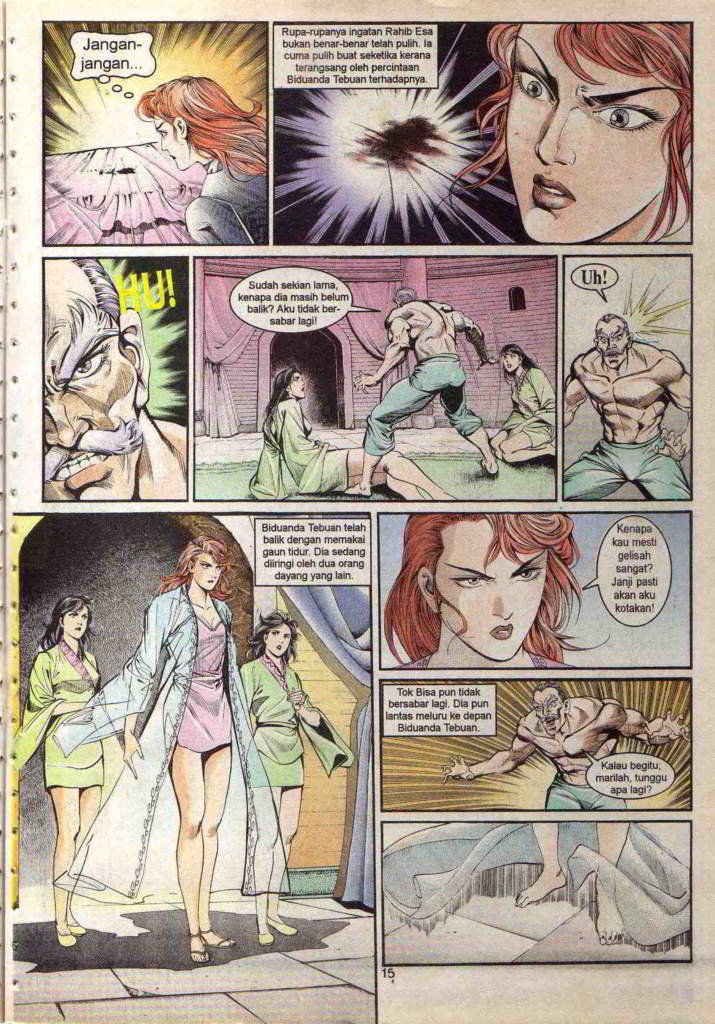 Jangan-
jangan...
Rupa-rupanya ingatan Rahib Esa
bukan benar-benar telah pulih. Ia
cuma pulih buat seketika kerana
terangsang oleh percintaan
Biduanda Tebuan terhadapnya.
HU!
Sudah sekian lama,
kenapa dia masih belum
balik? Aku tidak ber-
sabar lagi!
Uh!
Biduanda Tebuan telah
balik dengan memakai
gaun tidur. Dia sedang
diiringi oleh dua orang
dayang yang lain.
Kenapa
kau mesti
gelisah
sangat?
Janji pasti
akan aku
kotakan!
Tok Bisa pun tidak
bersabar lagi. Dia pun
lantas meluru ke depan
Biduanda Tebuan.
Kalau begitu,
marilah, tunggu
apa lagi?
15